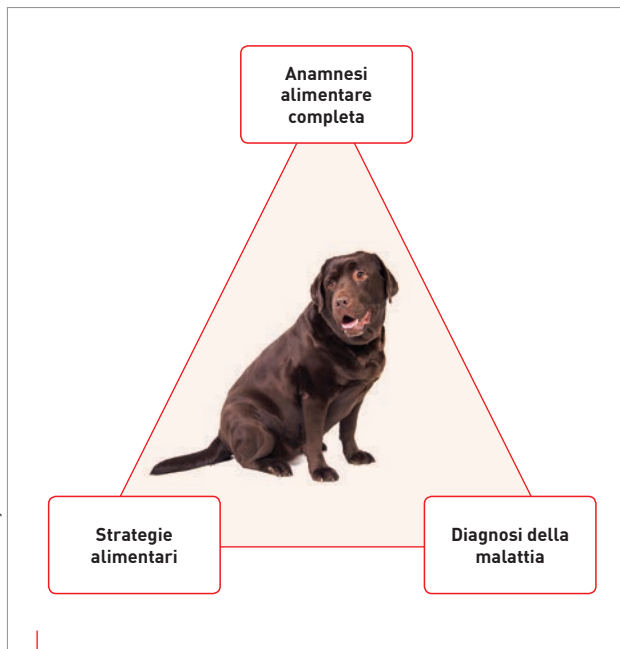 Anamnesi
alimentare
completa
Strategie
alimentari
Diagnosi della
malattia